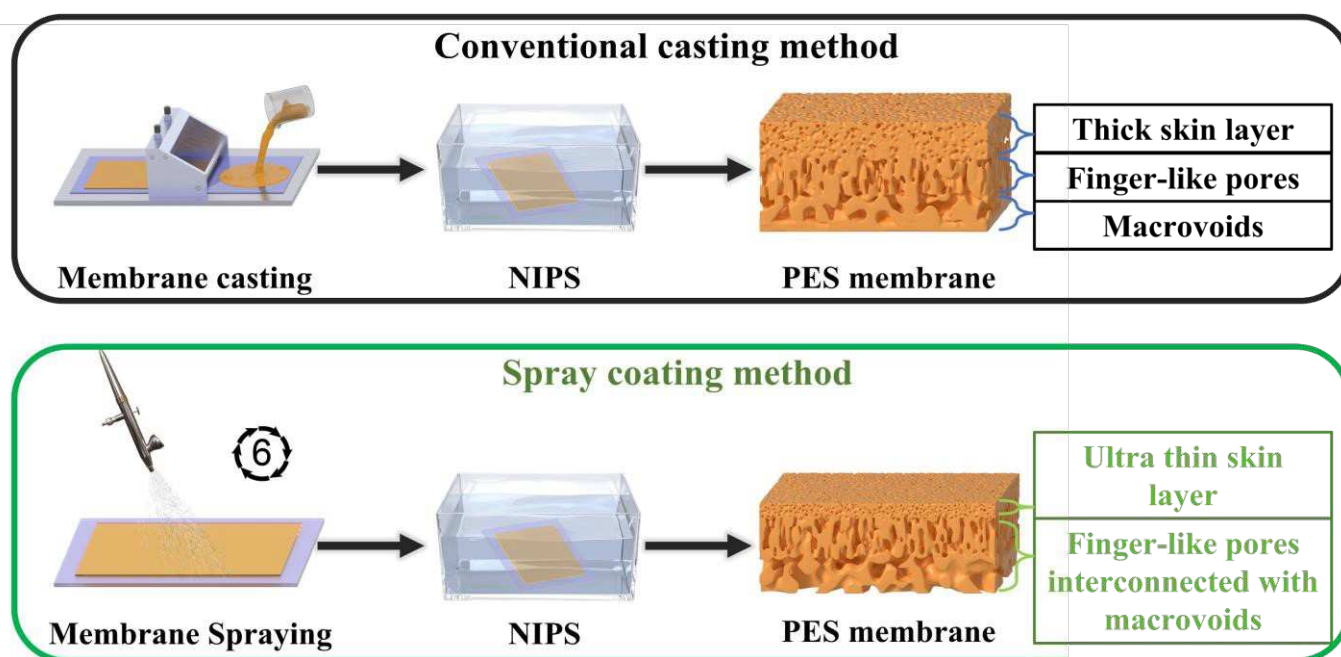 Conventional casting method
Thick skin layer
Finger-like pores
Macrovoids
Membrane casting
NIPS
PES membrane
Spray coating method
6
Ultra thin skin
layer
Finger-like pores
interconnected with
macrovoids
Membrane Spraying
NIPS
PES membrane